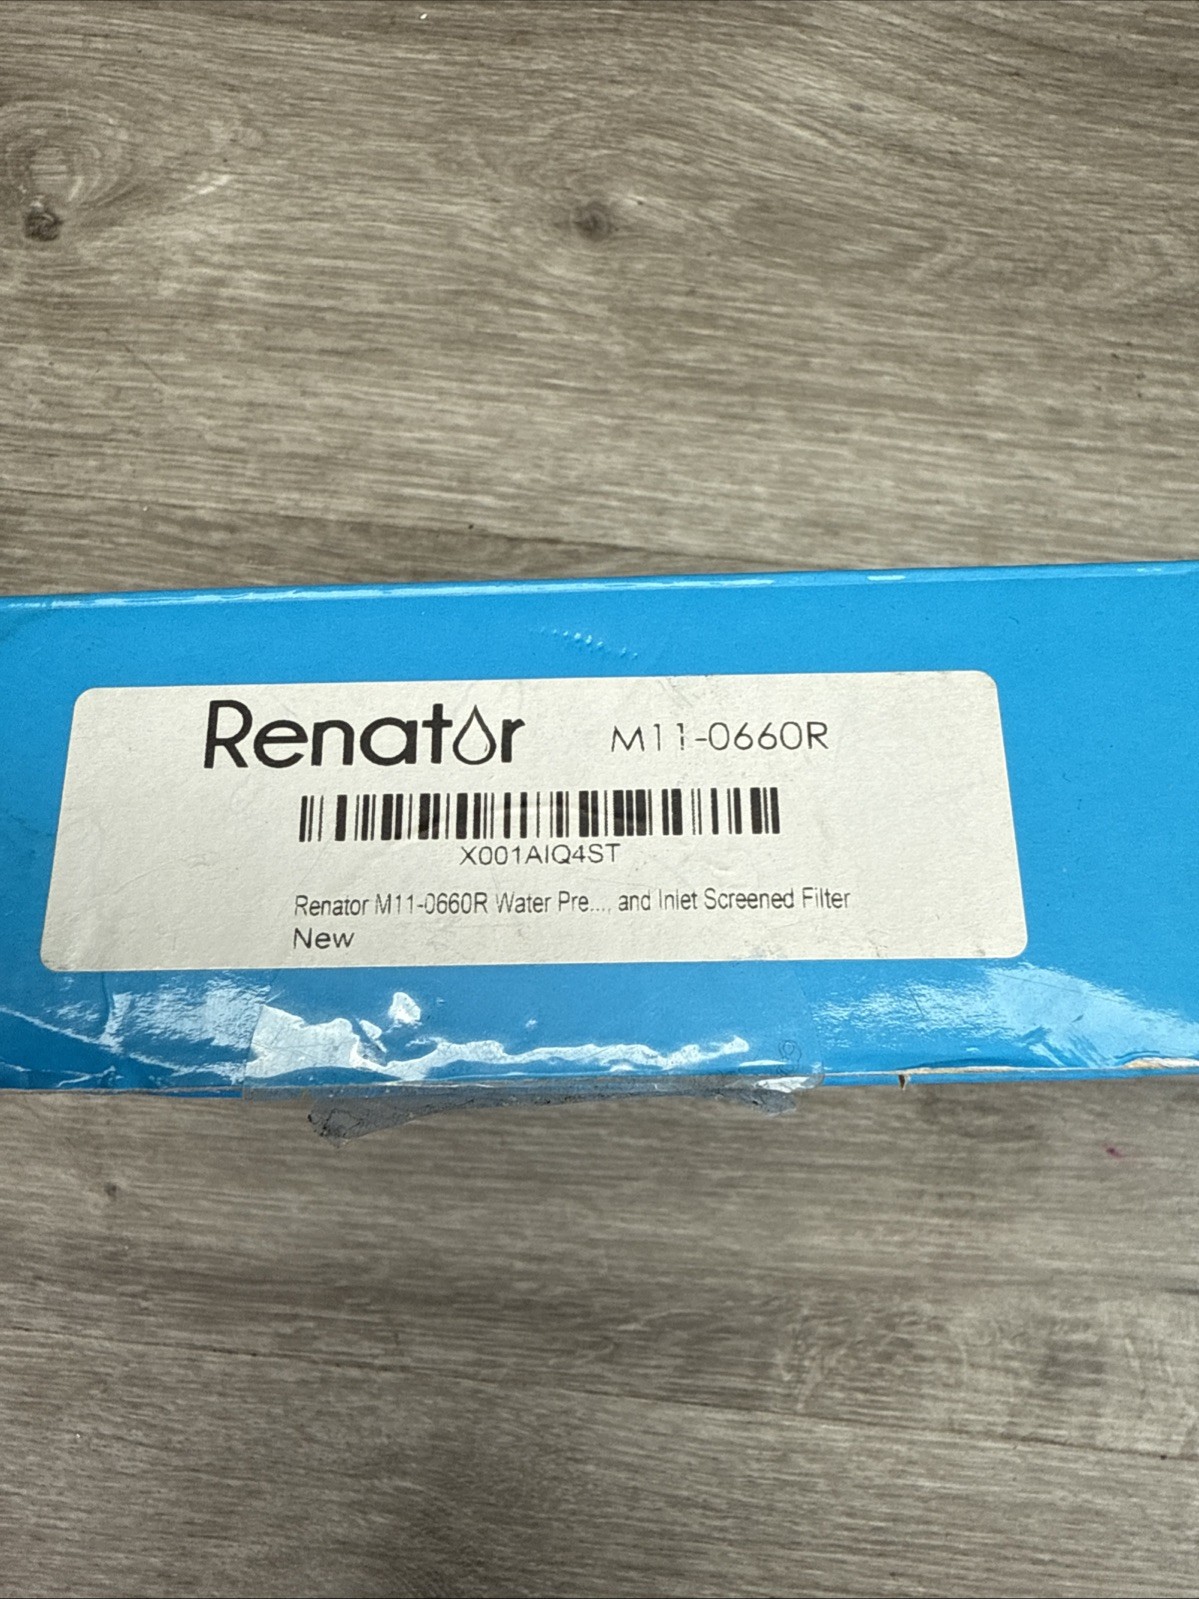 Renator M11-0660R
X001AIQ4ST
Renator M11-0660R Water Pre...., and Inlet Screened Filter
New